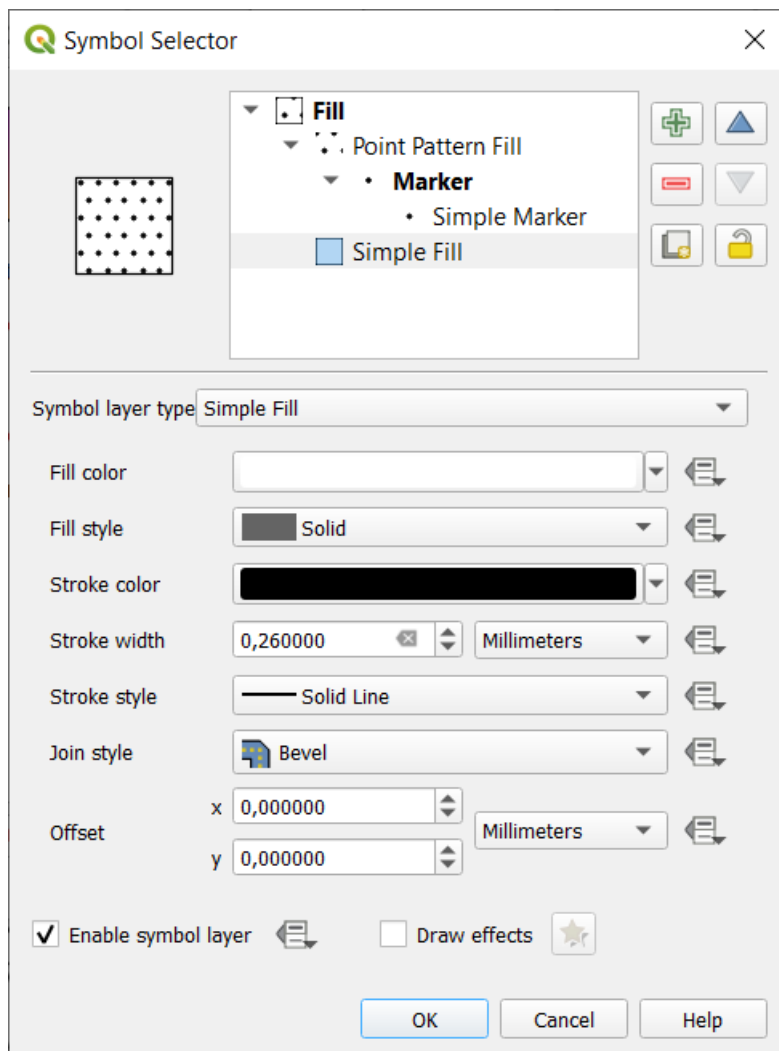 Symbol Selector
Fill
Point Pattern Fill
Marker
Simple Marker
Simple Fill
Symbol layer type Simple Fill
Fill color
Fill style Solid
Stroke color
Stroke width 0,260000 Millimeters
Stroke style Solid Line
Join style Bevel
x 0,000000
Offset Millimeters
y 0,000000
Enable symbol layer Draw effects
OK Cancel Help